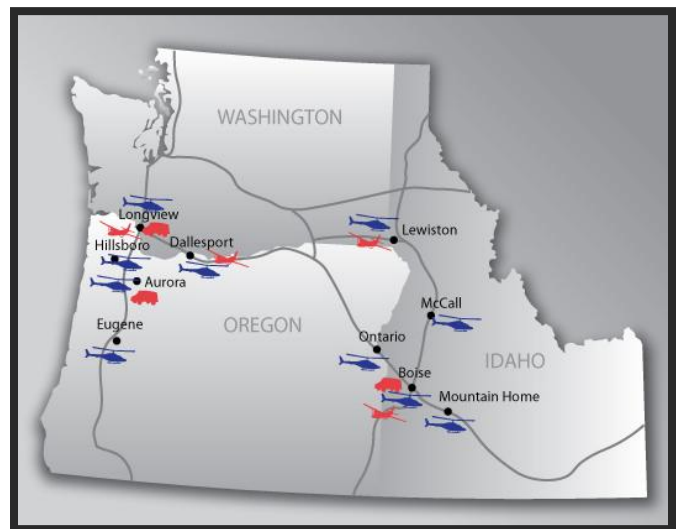 WASHINGTON
Longview
Hillsboro
Dallesport
Lewiston
Aurora
McCall
Eugene
OREGON
Ontario
IDAHO
Boise
Mountain Home